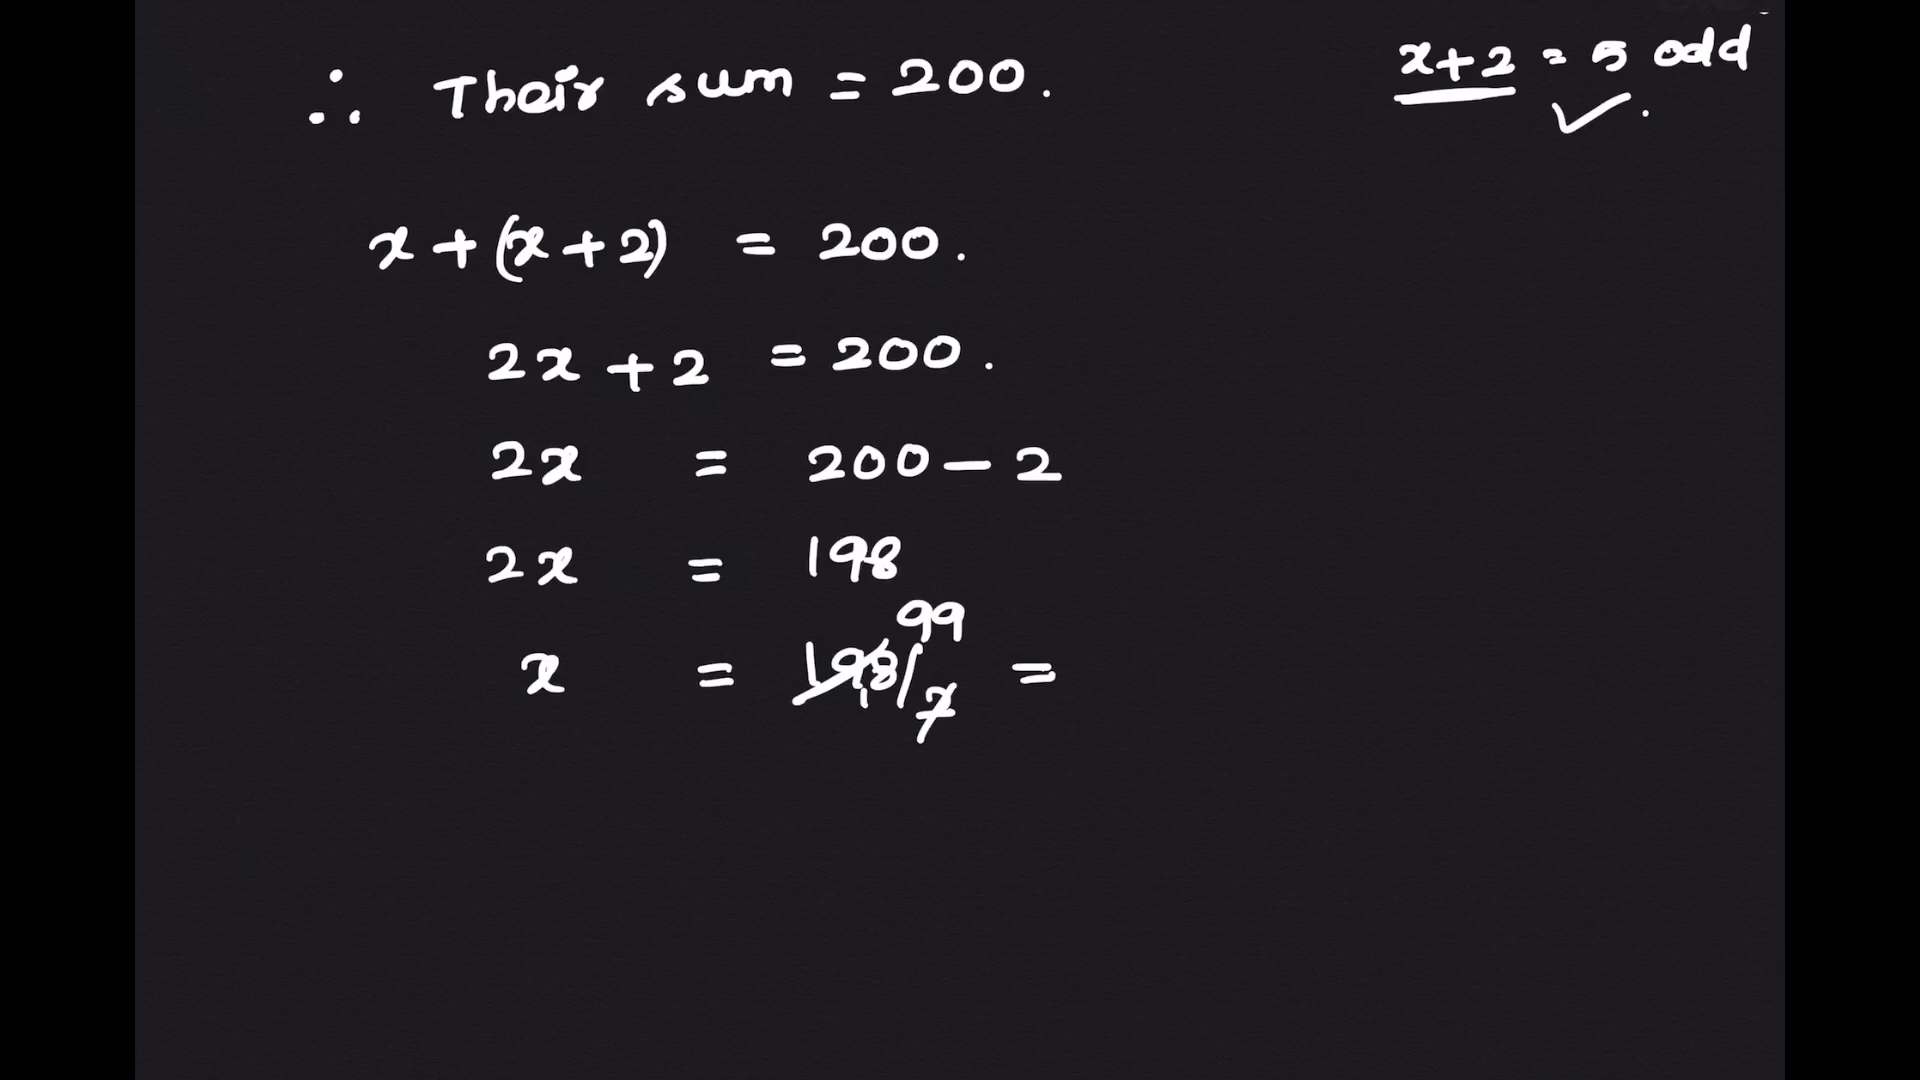 ∴ Their sum = 200.
x+2 = 5 odd
✓.
x + (x + 2) = 200.
2x + 2 = 200.
2x = 200 - 2
2x = 198
99
x = 198/2 =